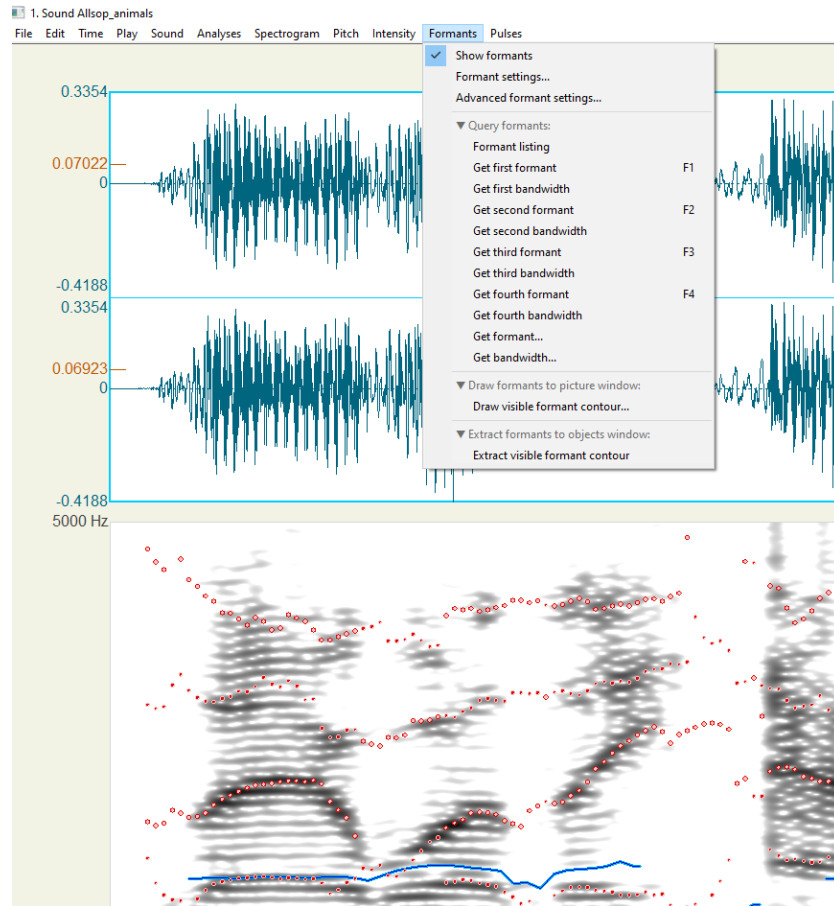 1. Sound Allsop_animals
File Edit Time Play Sound Analyses Spectrogram Pitch Intensity Formants Pulses
Show formants
Formant settings...
Advanced formant settings...
▼ Query formants:
Formant listing
Get first formant F1
Get first bandwidth
Get second formant F2
Get second bandwidth
Get third formant F3
Get third bandwidth
Get fourth formant F4
Get fourth bandwidth
Get formant...
Get bandwidth...
▼ Draw formants to picture window:
Draw visible formant contour...
▼ Extract formants to objects window:
Extract visible formant contour
0.3354
0.07022
0
-0.4188
0.3354
0.06923
0
-0.4188
5000 Hz